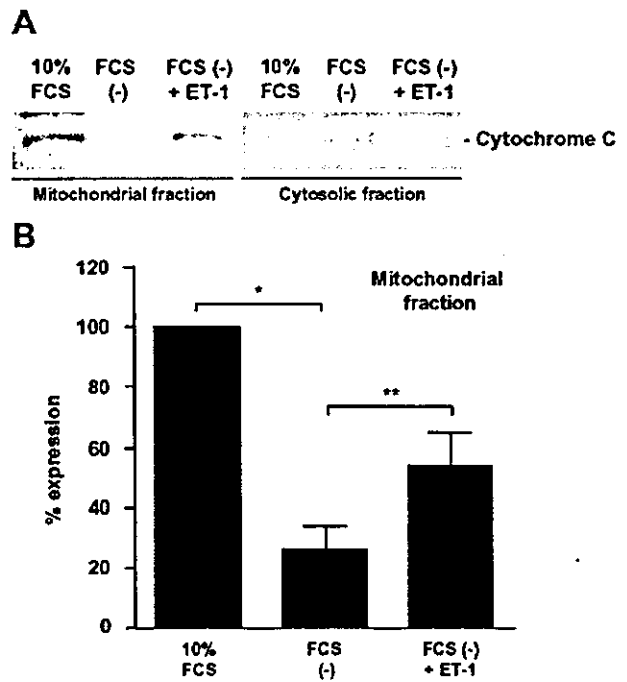 A
10% FCS FCS (-) FCS (-) + ET-1 10% FCS FCS (-) FCS (-) + ET-1
- Cytochrome C
Mitochondrial fraction Cytosolic fraction
B
Mitochondrial
fraction
% expression
120
100
80
60
40
20
0
*
**
10% FCS FCS (-) FCS (-) + ET-1